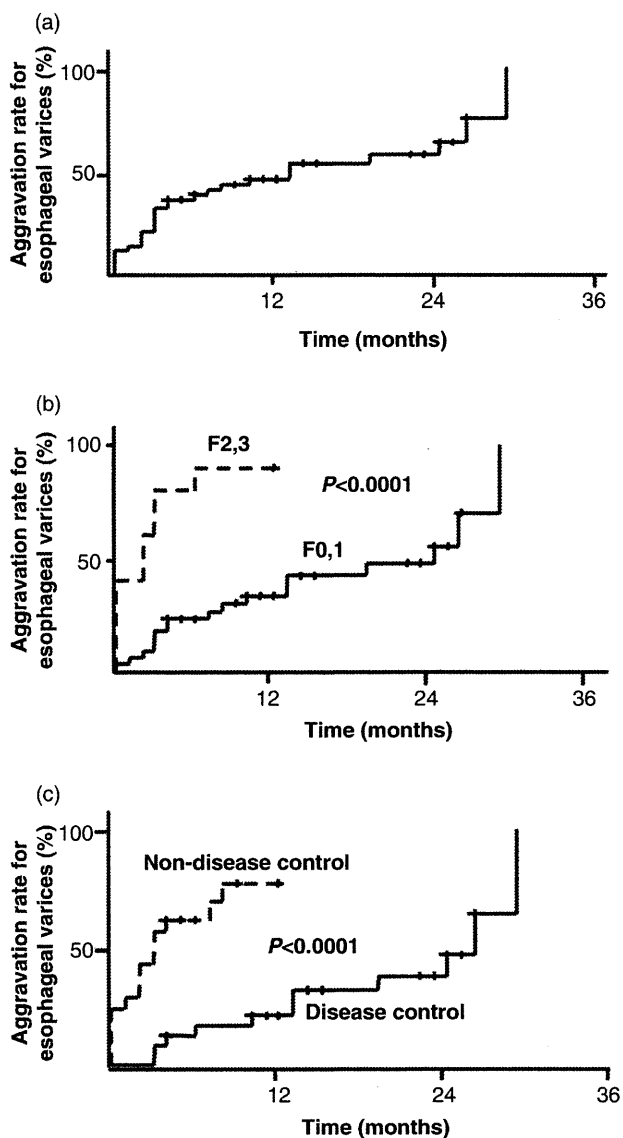 (a)
Aggravation rate for
esophageal varices (%)
100
50
12
24
36
Time (months)
(b)
Aggravation rate for
esophageal varices (%)
100
50
F2,3
P<0.0001
F0,1
12
24
36
Time (months)
(c)
Aggravation rate for
esophageal varices (%)
100
50
Non-disease control
P<0.0001
Disease control
12
24
36
Time (months)